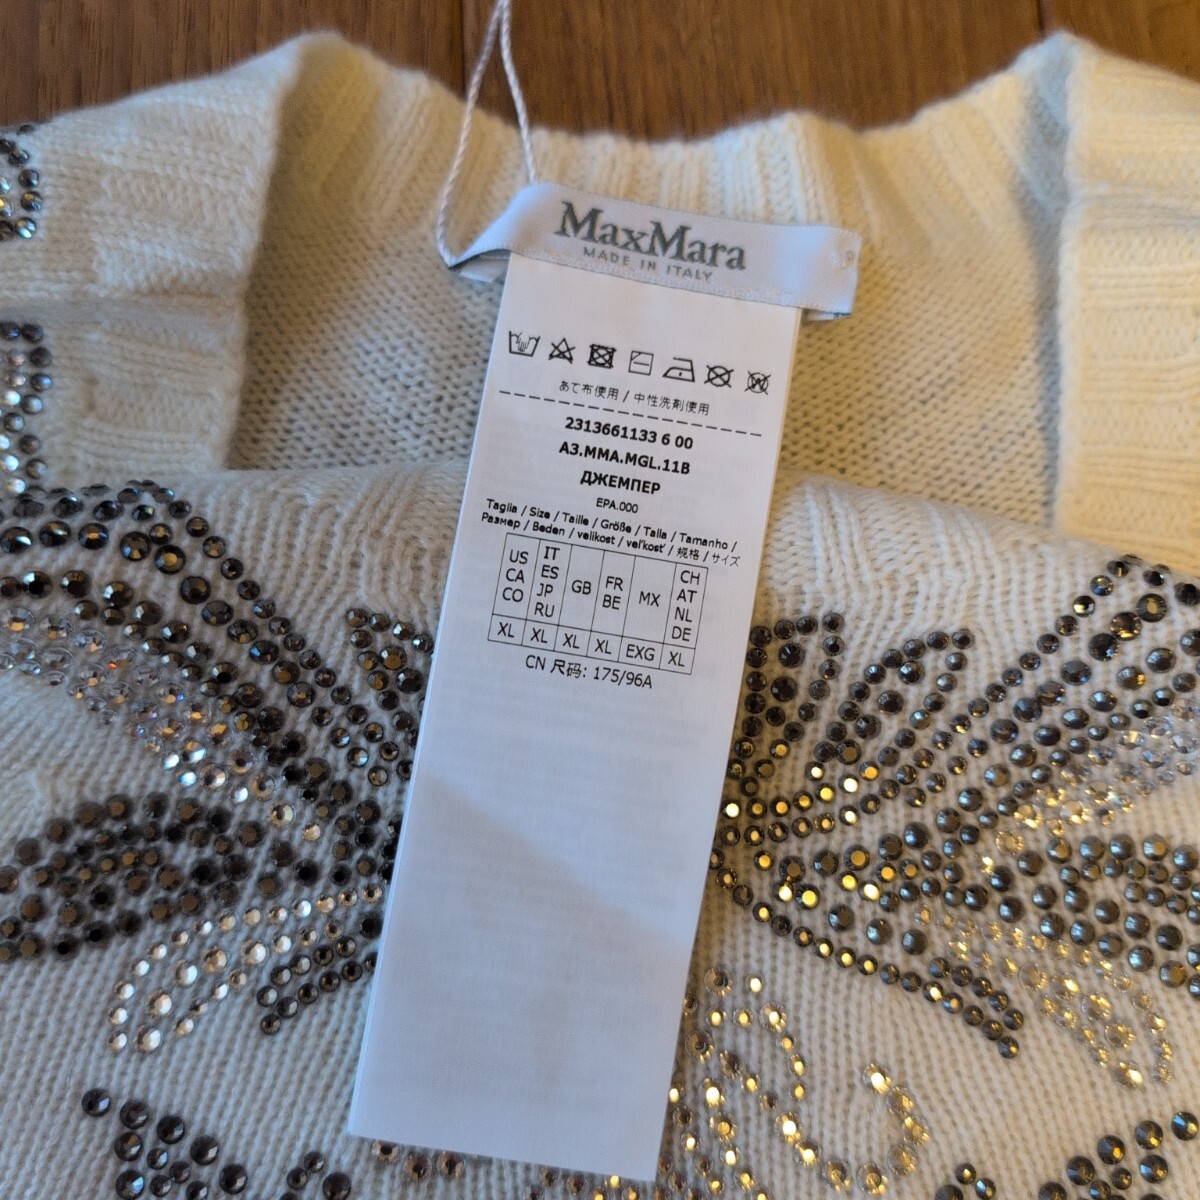 MaxMara
MADE IN ITALY
あて布使用 / 中性洗剤使用
2313661133 6 00
A3.MMA.MGL.11B
ДЖЕМПЕР
EPA.000
Taglia / Size / Taille / Größe / Talla / Tamanho /
Размер / Beden / velikost / veľkosť / 规格 / サイズ
US CA CO | IT ES JP RU | GB | FR BE | MX | CH AT NL DE
XL | XL | XL | XL | EXG | XL
CN 尺码: 175/96A